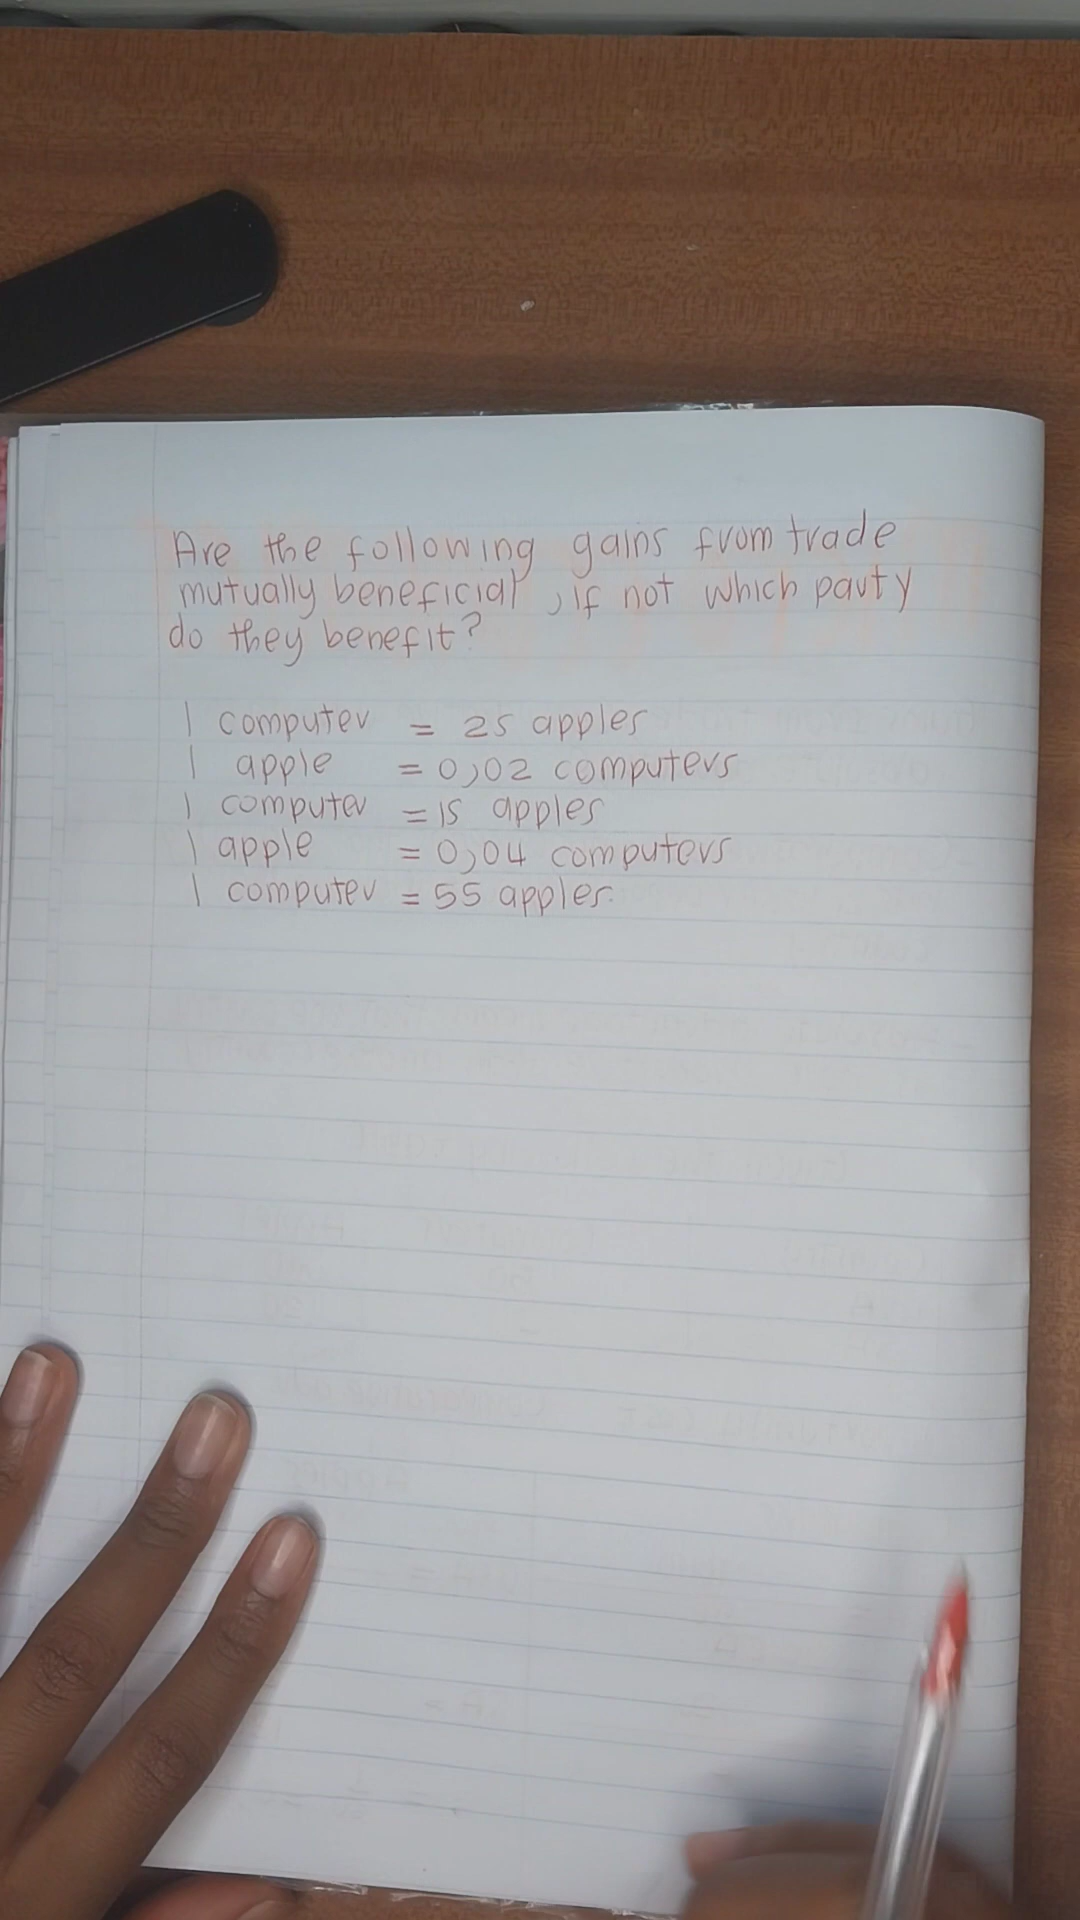 Are the following gains from trade
mutually beneficial, if not which party
do they benefit?
1 computer = 25 apples
1 apple = 0,02 computers
1 computer = 15 apples
1 apple = 0,04 computers
1 computer = 55 apples.